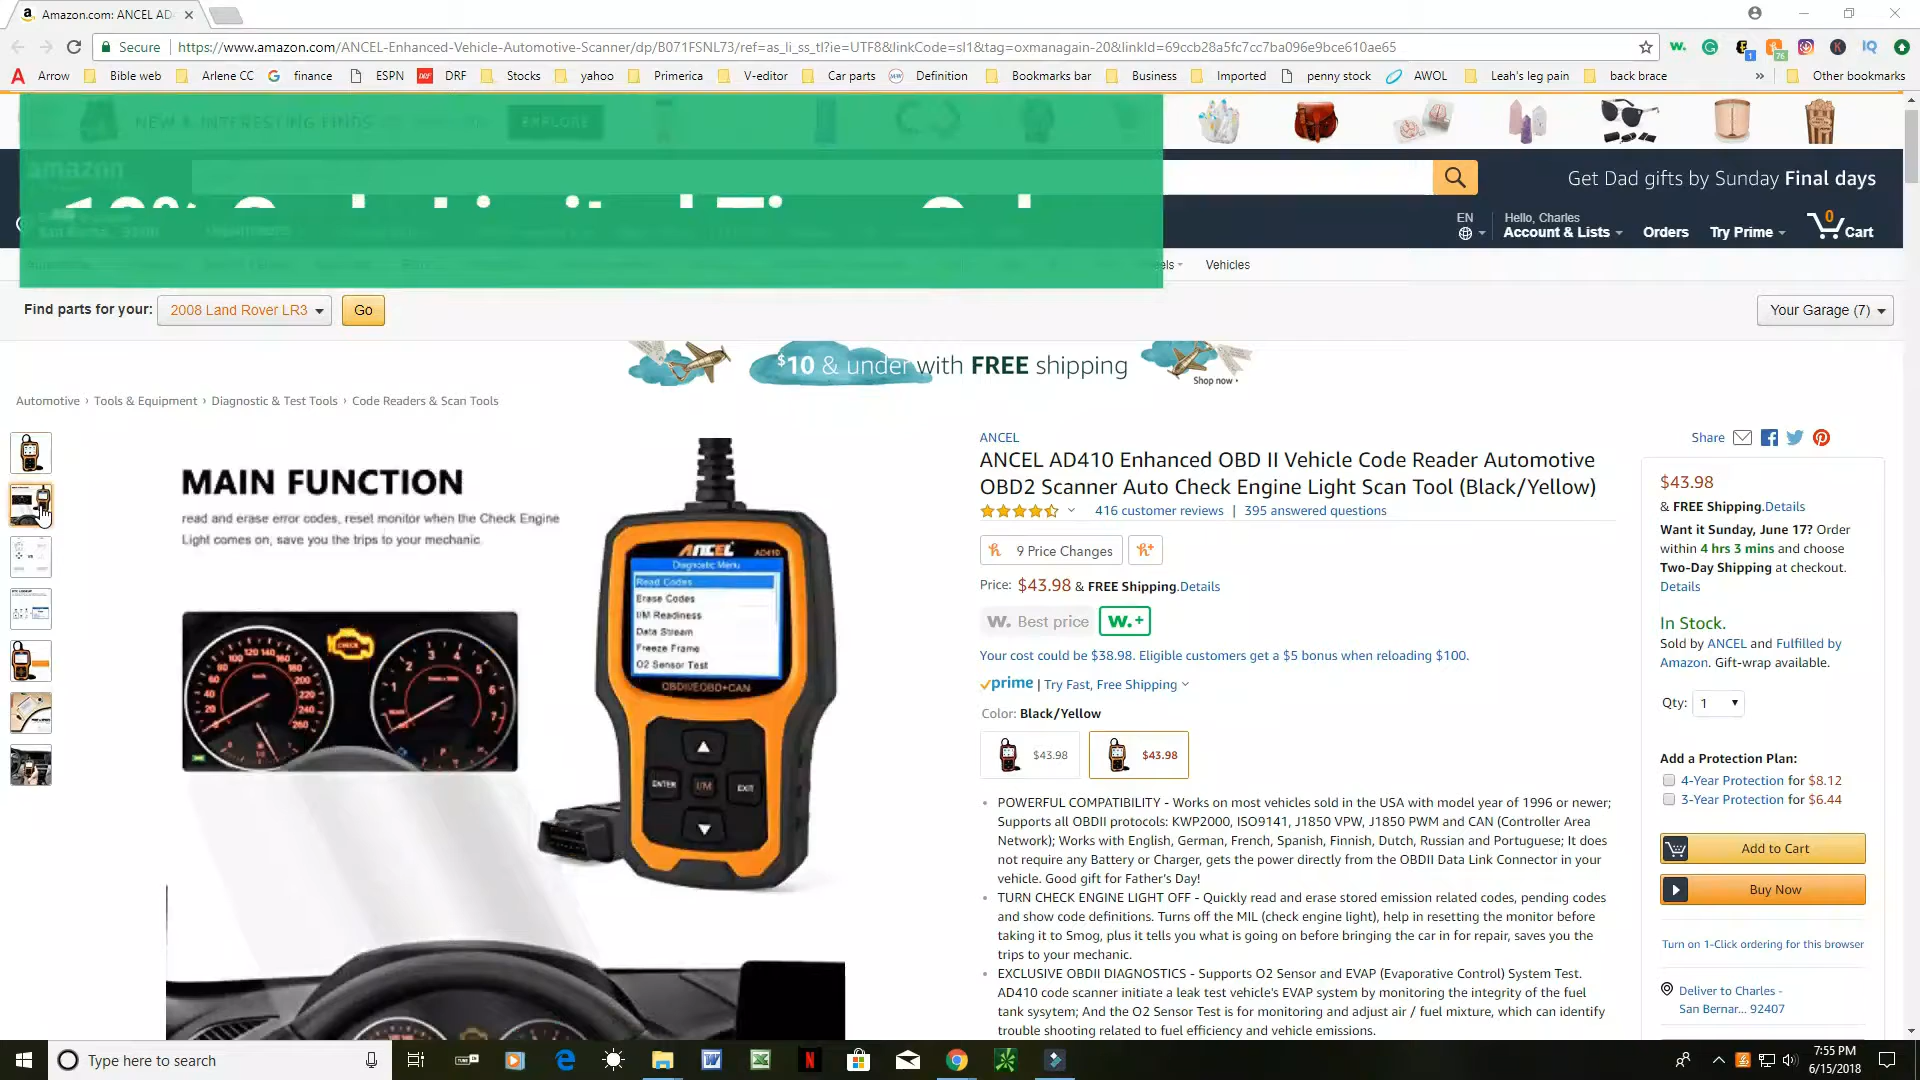 Amazon.com: ANCEL AD
Secure
https://www.amazon.com/ANCEL-Enhanced-Vehicle-Automotive-Scanner/dp/B071FSNL73/ref=as_li_ss_tl?ie=UTF8&linkCode=sl1&tag=oxmanagain-20&linkId=69ccb28a5fc7cc7ba096e9bce610ae65
Arrow Bible web Arlene CC finance ESPN DRF Stocks yahoo Primerica V-editor Car parts Definition Bookmarks bar Business Imported penny stock AWOL Leah's leg pain back brace » Other bookmarks
NEW & INTERESTING FINDS EXPLORE
amazon
Get Dad gifts by Sunday Final days
EN
Hello, Charles
Account & Lists Orders Try Prime 0 Cart
Vehicles
Find parts for your: 2008 Land Rover LR3 Go
Your Garage (7)
$10 & under with FREE shipping
Shop now
Automotive › Tools & Equipment › Diagnostic & Test Tools › Code Readers & Scan Tools
MAIN FUNCTION
read and erase error codes, reset monitor when the Check Engine
Light comes on, save you the trips to your mechanic.
ANCEL AD410
Diagnostic Menu
Read Codes
Erase Codes
I/M Readiness
Data Stream
Freeze Frame
O2 Sensor Test
OBDII/EOBD+CAN
ENTER I/M EXIT
CHECK
ANCEL
ANCEL AD410 Enhanced OBD II Vehicle Code Reader Automotive
OBD2 Scanner Auto Check Engine Light Scan Tool (Black/Yellow)
416 customer reviews | 395 answered questions
9 Price Changes
Price: $43.98 & FREE Shipping. Details
w. Best price w.+
Your cost could be $38.98. Eligible customers get a $5 bonus when reloading $100.
prime | Try Fast, Free Shipping
Color: Black/Yellow
$43.98 $43.98
POWERFUL COMPATIBILITY - Works on most vehicles sold in the USA with model year of 1996 or newer;
Supports all OBDII protocols: KWP2000, ISO9141, J1850 VPW, J1850 PWM and CAN (Controller Area
Network); Works with English, German, French, Spanish, Finnish, Dutch, Russian and Portuguese; It does
not require any Battery or Charger, gets the power directly from the OBDII Data Link Connector in your
vehicle. Good gift for Father's Day!
TURN CHECK ENGINE LIGHT OFF - Quickly read and erase stored emission related codes, pending codes
and show code definitions. Turns off the MIL (check engine light), help in resetting the monitor before
taking it to Smog, plus it tells you what is going on before bringing the car in for repair, saves you the
trips to your mechanic.
EXCLUSIVE OBDII DIAGNOSTICS - Supports O2 Sensor and EVAP (Evaporative Control) System Test.
AD410 code scanner initiate a leak test vehicle's EVAP system by monitoring the integrity of the fuel
tank sysytem; And the O2 Sensor Test is for monitoring and adjust air / fuel mixture, which can identify
trouble shooting related to fuel efficiency and vehicle emissions.
Share
$43.98
& FREE Shipping. Details
Want it Sunday, June 17? Order
within 4 hrs 3 mins and choose
Two-Day Shipping at checkout.
Details
In Stock.
Sold by ANCEL and Fulfilled by
Amazon. Gift-wrap available.
Qty: 1
Add a Protection Plan:
4-Year Protection for $8.12
3-Year Protection for $6.44
Add to Cart
Buy Now
Turn on 1-Click ordering for this browser
Deliver to Charles -
San Bernar... 92407
Type here to search
7:55 PM
6/15/2018